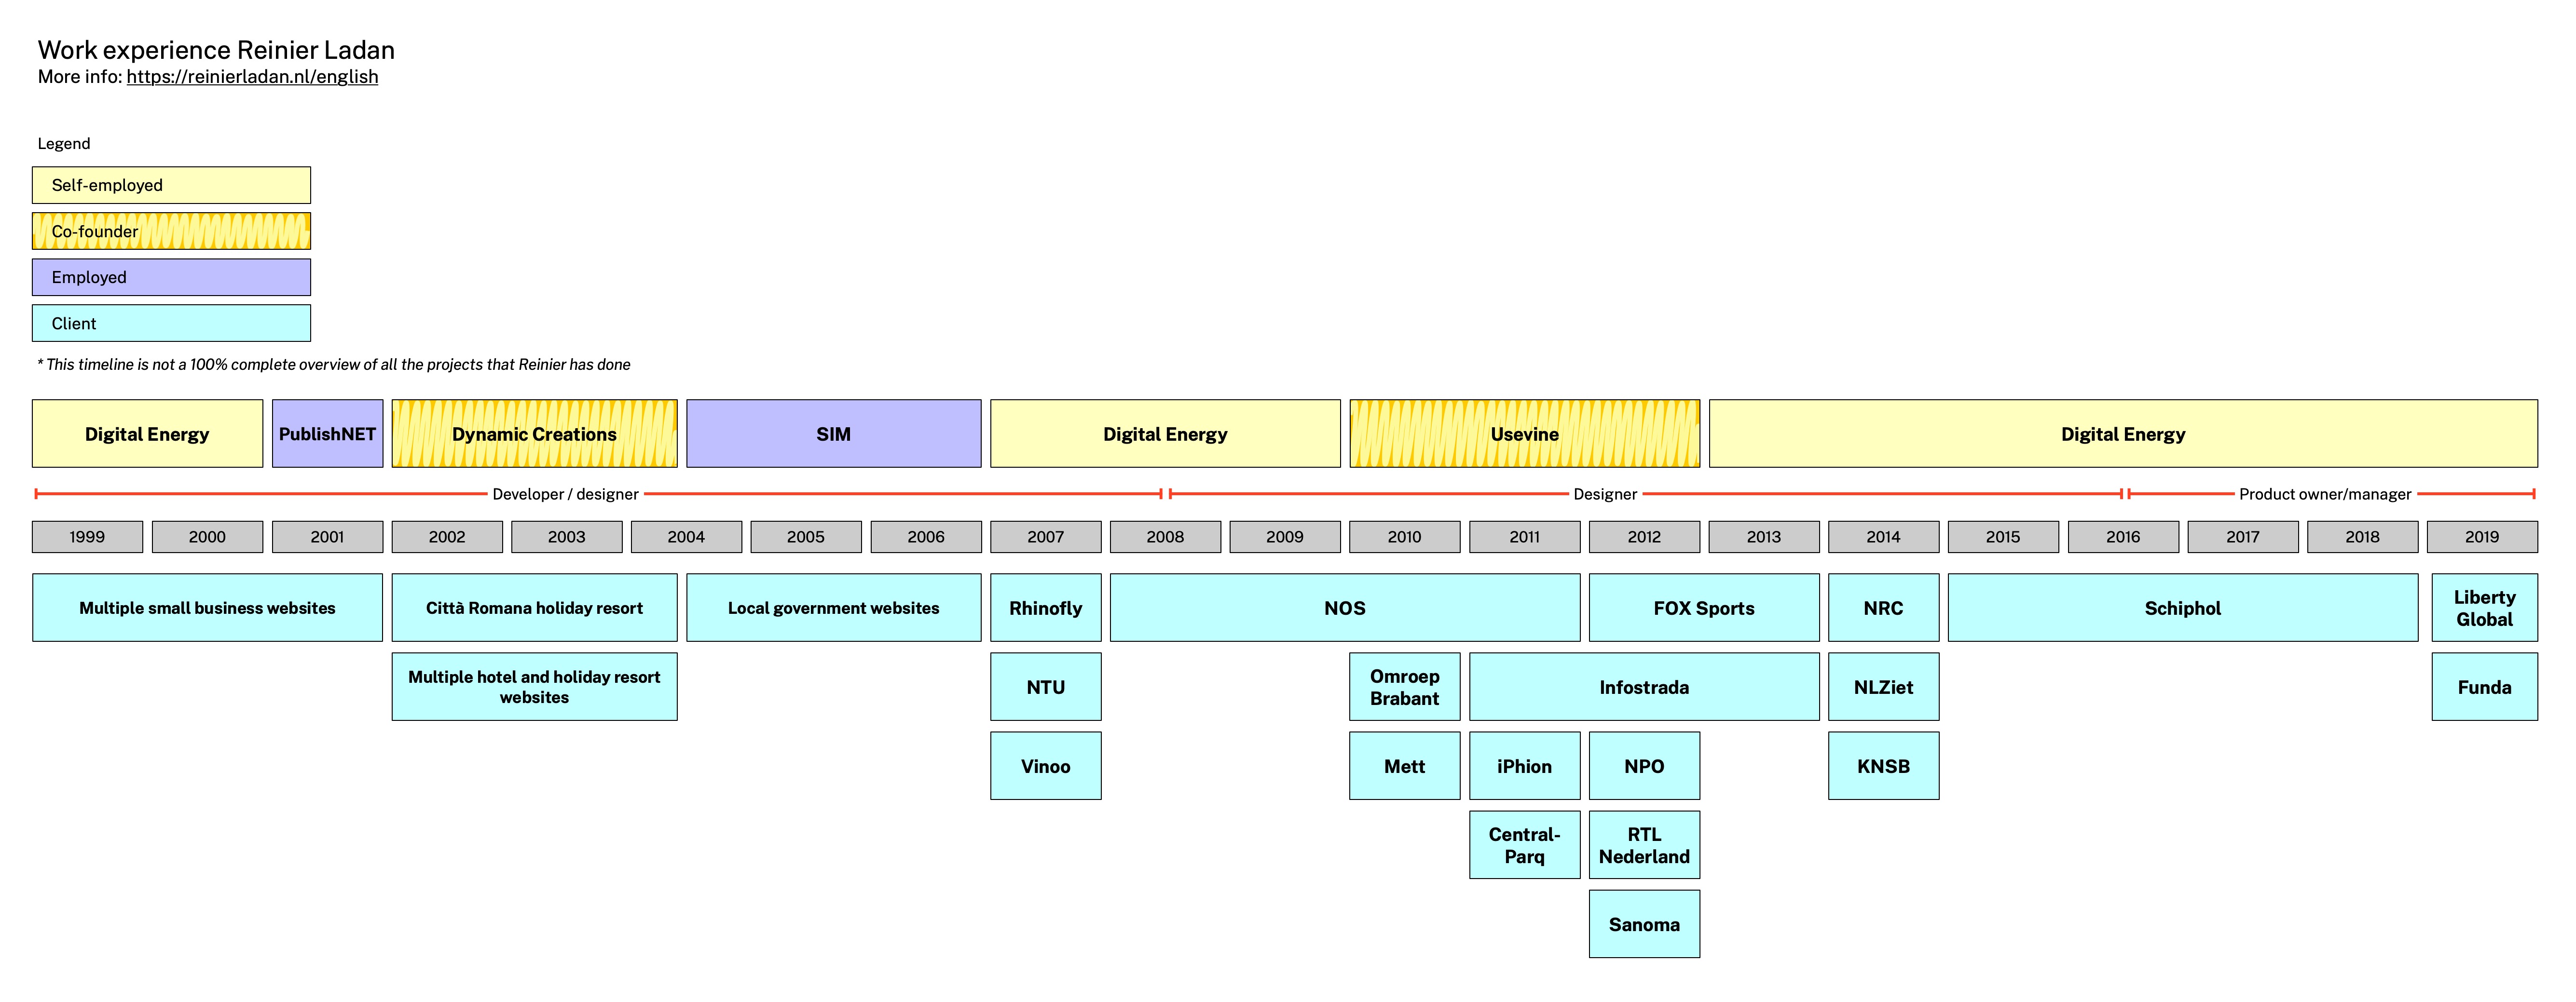 Work experience Reinier Ladan
More info: https://reinierladan.nl/english
Legend
Self-employed
Co-founder
Employed
Client
* This timeline is not a 100% complete overview of all the projects that Reinier has done
Digital Energy
PublishNET
Dynamic Creations
SIM
Digital Energy
Usevine
Digital Energy
Developer / designer
Designer
Product owner/manager
1999
2000
2001
2002
2003
2004
2005
2006
2007
2008
2009
2010
2011
2012
2013
2014
2015
2016
2017
2018
2019
Multiple small business websites
Città Romana holiday resort
Local government websites
Rhinofly
NOS
FOX Sports
NRC
Schiphol
Liberty
Global
Multiple hotel and holiday resort
websites
NTU
Omroep
Brabant
Infostrada
NLZiet
Funda
Vinoo
Mett
iPhion
NPO
KNSB
Central-
Parq
RTL
Nederland
Sanoma